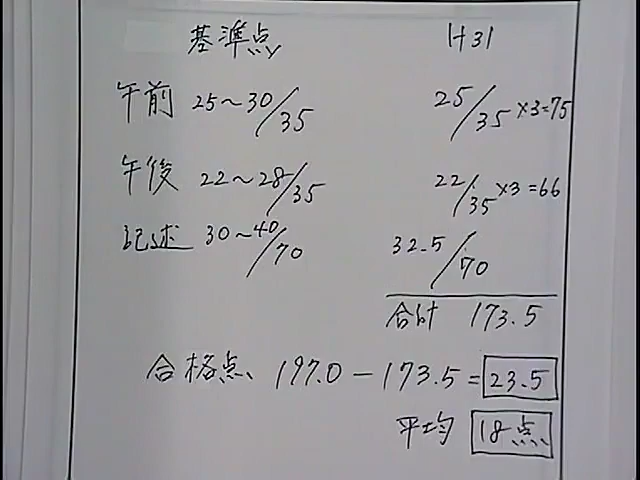 基準点 H31
午前 25～30/35 25/35 ×3=75
午後 22～28/35 22/35 ×3=66
記述 30～40/70 32.5/70
合計 173.5
合格点 197.0 － 173.5 = 23.5
平均 18点